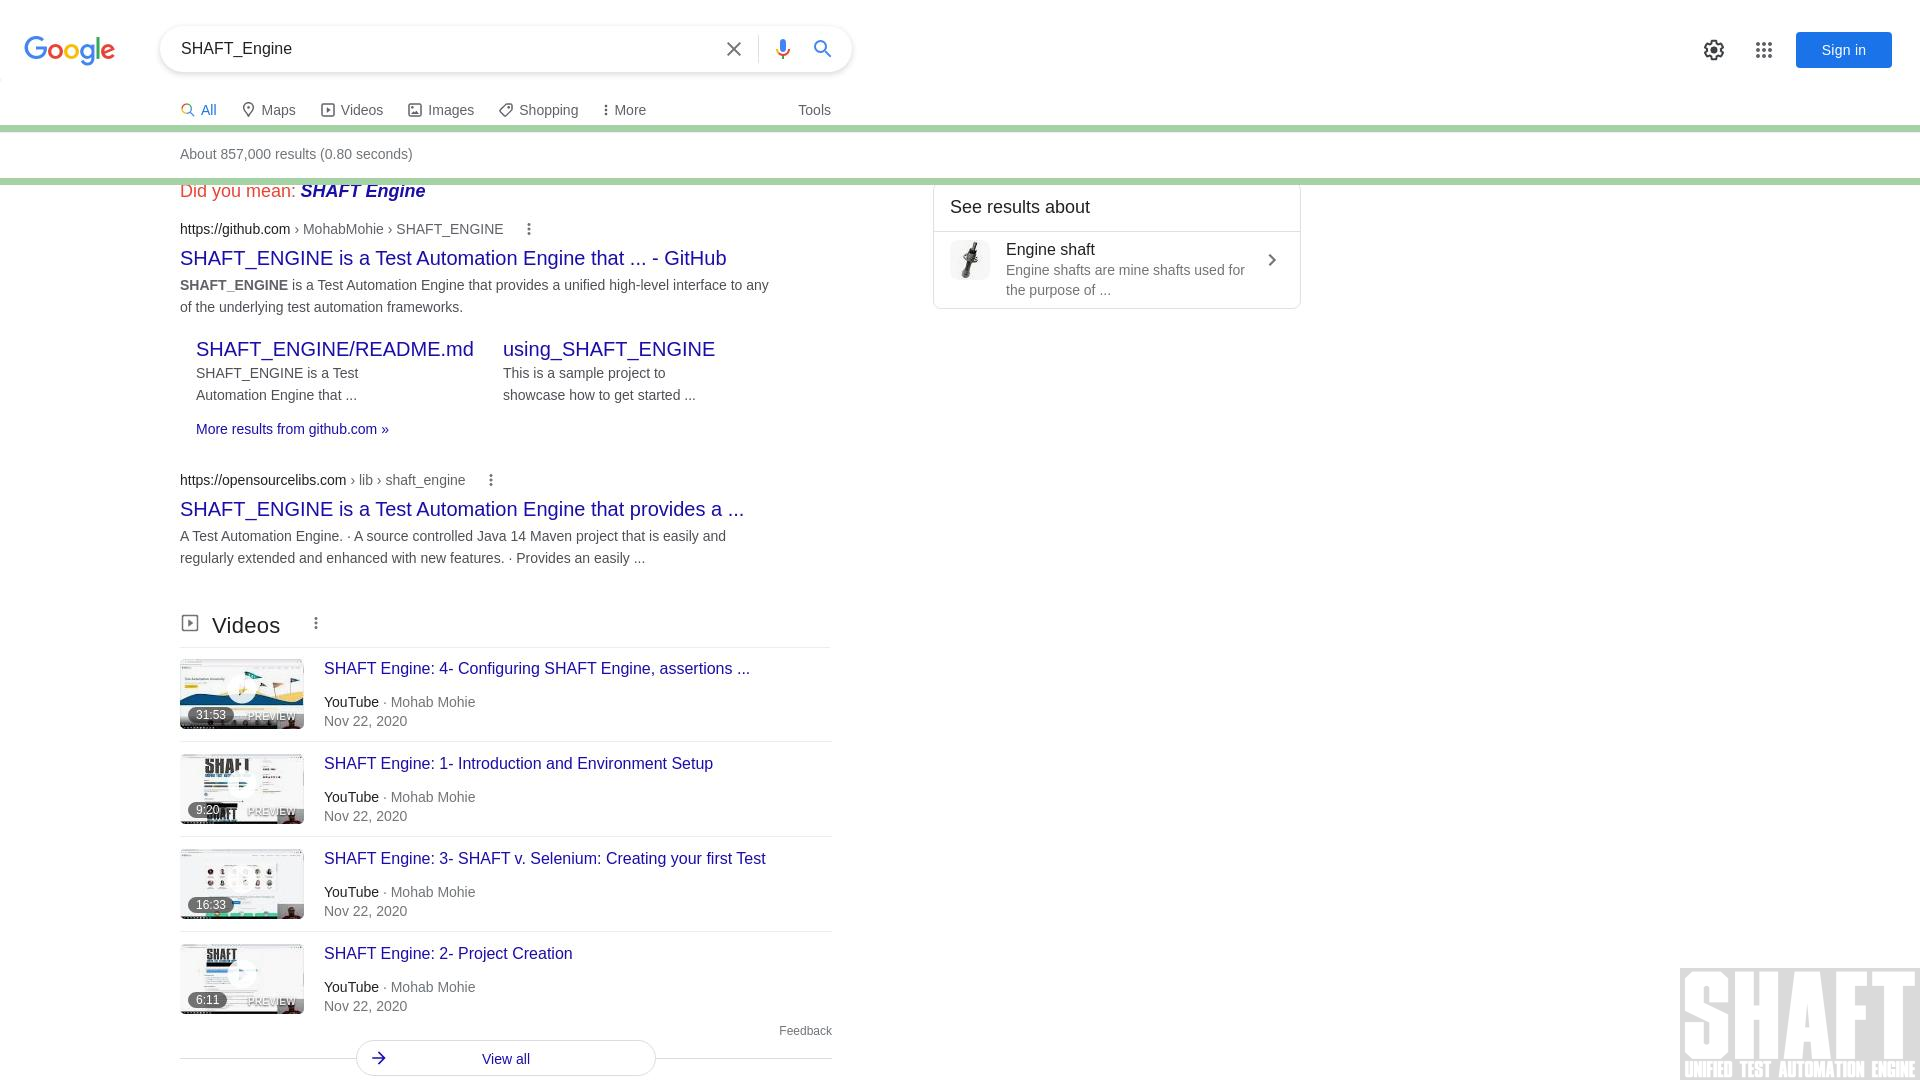 Google
SHAFT_Engine
Sign in
All Maps Videos Images Shopping More Tools
About 857,000 results (0.80 seconds)
Did you mean: SHAFT Engine
https://github.com › MohabMohie › SHAFT_ENGINE
SHAFT_ENGINE is a Test Automation Engine that ... - GitHub
SHAFT_ENGINE is a Test Automation Engine that provides a unified high-level interface to any
of the underlying test automation frameworks.
SHAFT_ENGINE/README.md
SHAFT_ENGINE is a Test
Automation Engine that ...
using_SHAFT_ENGINE
This is a sample project to
showcase how to get started ...
More results from github.com »
https://opensourcelibs.com › lib › shaft_engine
SHAFT_ENGINE is a Test Automation Engine that provides a ...
A Test Automation Engine. · A source controlled Java 14 Maven project that is easily and
regularly extended and enhanced with new features. · Provides an easily ...
Videos
SHAFT Engine: 4- Configuring SHAFT Engine, assertions ...
YouTube · Mohab Mohie
Nov 22, 2020
31:53 PREVIEW
SHAFT Engine: 1- Introduction and Environment Setup
YouTube · Mohab Mohie
Nov 22, 2020
SHAFT
9:20 PREVIEW
SHAFT
SHAFT Engine: 3- SHAFT v. Selenium: Creating your first Test
YouTube · Mohab Mohie
Nov 22, 2020
16:33
SHAFT Engine: 2- Project Creation
YouTube · Mohab Mohie
Nov 22, 2020
SHAFT
6:11 PREVIEW
Feedback
View all
See results about
Engine shaft
Engine shafts are mine shafts used for
the purpose of ...
SHAFT
UNIFIED TEST AUTOMATION ENGINE